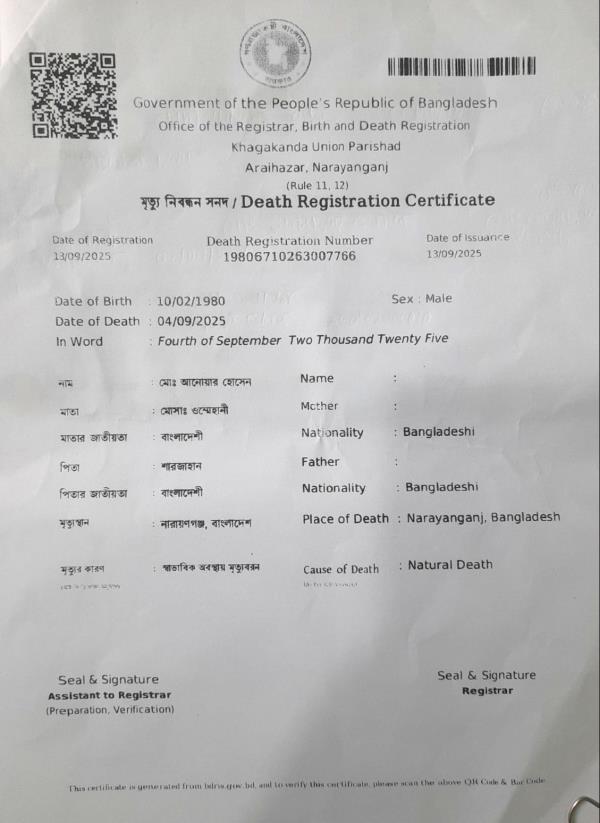 Government of the People's Republic of Bangladesh
Office of the Registrar, Birth and Death Registration
Khagakanda Union Parishad
Araihazar, Narayanganj
(Rule 11, 12)
মৃত্যু নিবন্ধন সনদ / Death Registration Certificate
Date of Registration Death Registration Number Date of Issuance
13/09/2025 19806710263007766 13/09/2025
Date of Birth : 10/02/1980 Sex : Male
Date of Death : 04/09/2025
In Word : Fourth of September Two Thousand Twenty Five
নাম : মোঃ আনোয়ার হোসেন Name :
মাতা : মোসাঃ ওম্মেহানী Mother :
মাতার জাতীয়তা : বাংলাদেশী Nationality : Bangladeshi
পিতা : শারজাহান Father :
পিতার জাতীয়তা : বাংলাদেশী Nationality : Bangladeshi
মৃত্যুস্থান : নারায়ণগঞ্জ, বাংলাদেশ Place of Death : Narayanganj, Bangladesh
মৃত্যুর কারণ : স্বাভাবিক অবস্থায় মৃত্যুবরন Cause of Death : Natural Death
Seal & Signature Seal & Signature
Assistant to Registrar Registrar
(Preparation, Verification)
This certificate is generated from bdris.gov.bd, and to verify this certificate, please scan the above QR Code & Bar Code